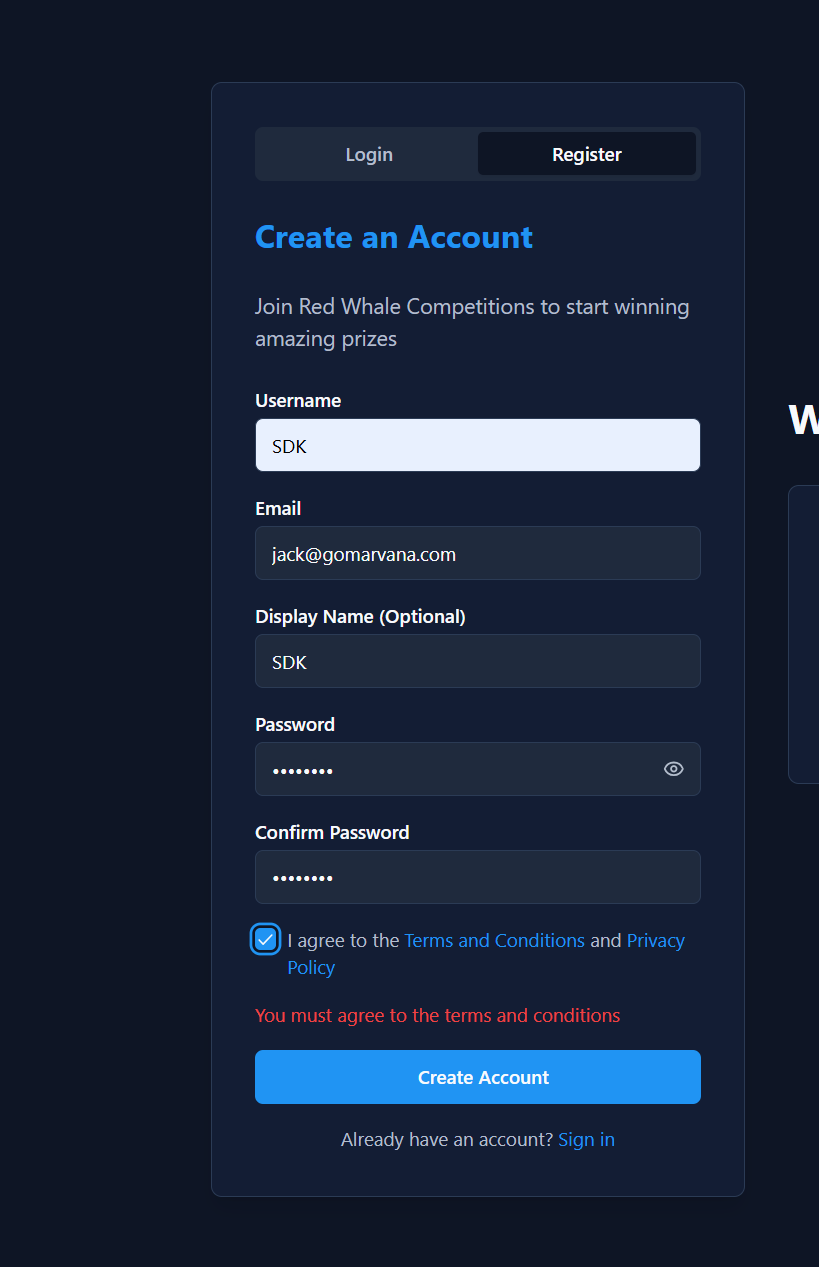 Login
Register
Create an Account
Join Red Whale Competitions to start winning
amazing prizes
Username
SDK
Email
jack@gomarvana.com
Display Name (Optional)
SDK
Password
••••••••
Confirm Password
••••••••
I agree to the Terms and Conditions and Privacy
Policy
You must agree to the terms and conditions
Create Account
Already have an account? Sign in